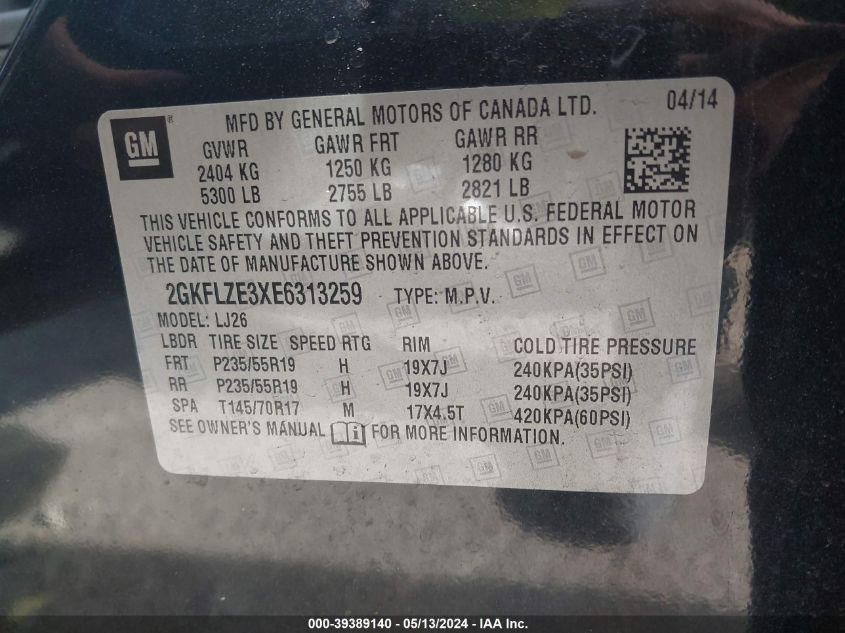 GM ® MFD BY GENERAL MOTORS OF CANADA LTD. 04/14
GVWR GAWR FRT GAWR RR
2404 KG 1250 KG 1280 KG
5300 LB 2755 LB 2821 LB
THIS VEHICLE CONFORMS TO ALL APPLICABLE U.S. FEDERAL MOTOR
VEHICLE SAFETY AND THEFT PREVENTION STANDARDS IN EFFECT ON
THE DATE OF MANUFACTURE SHOWN ABOVE.
2GKFLZE3XE6313259 TYPE: M.P.V.
MODEL: LJ26
LBDR TIRE SIZE SPEED RTG RIM COLD TIRE PRESSURE
FRT P235/55R19 H 19X7J 240KPA(35PSI)
RR P235/55R19 H 19X7J 240KPA(35PSI)
SPA T145/70R17 M 17X4.5T 420KPA(60PSI)
SEE OWNER'S MANUAL i FOR MORE INFORMATION.
000-39389140 - 05/13/2024 - IAA Inc.